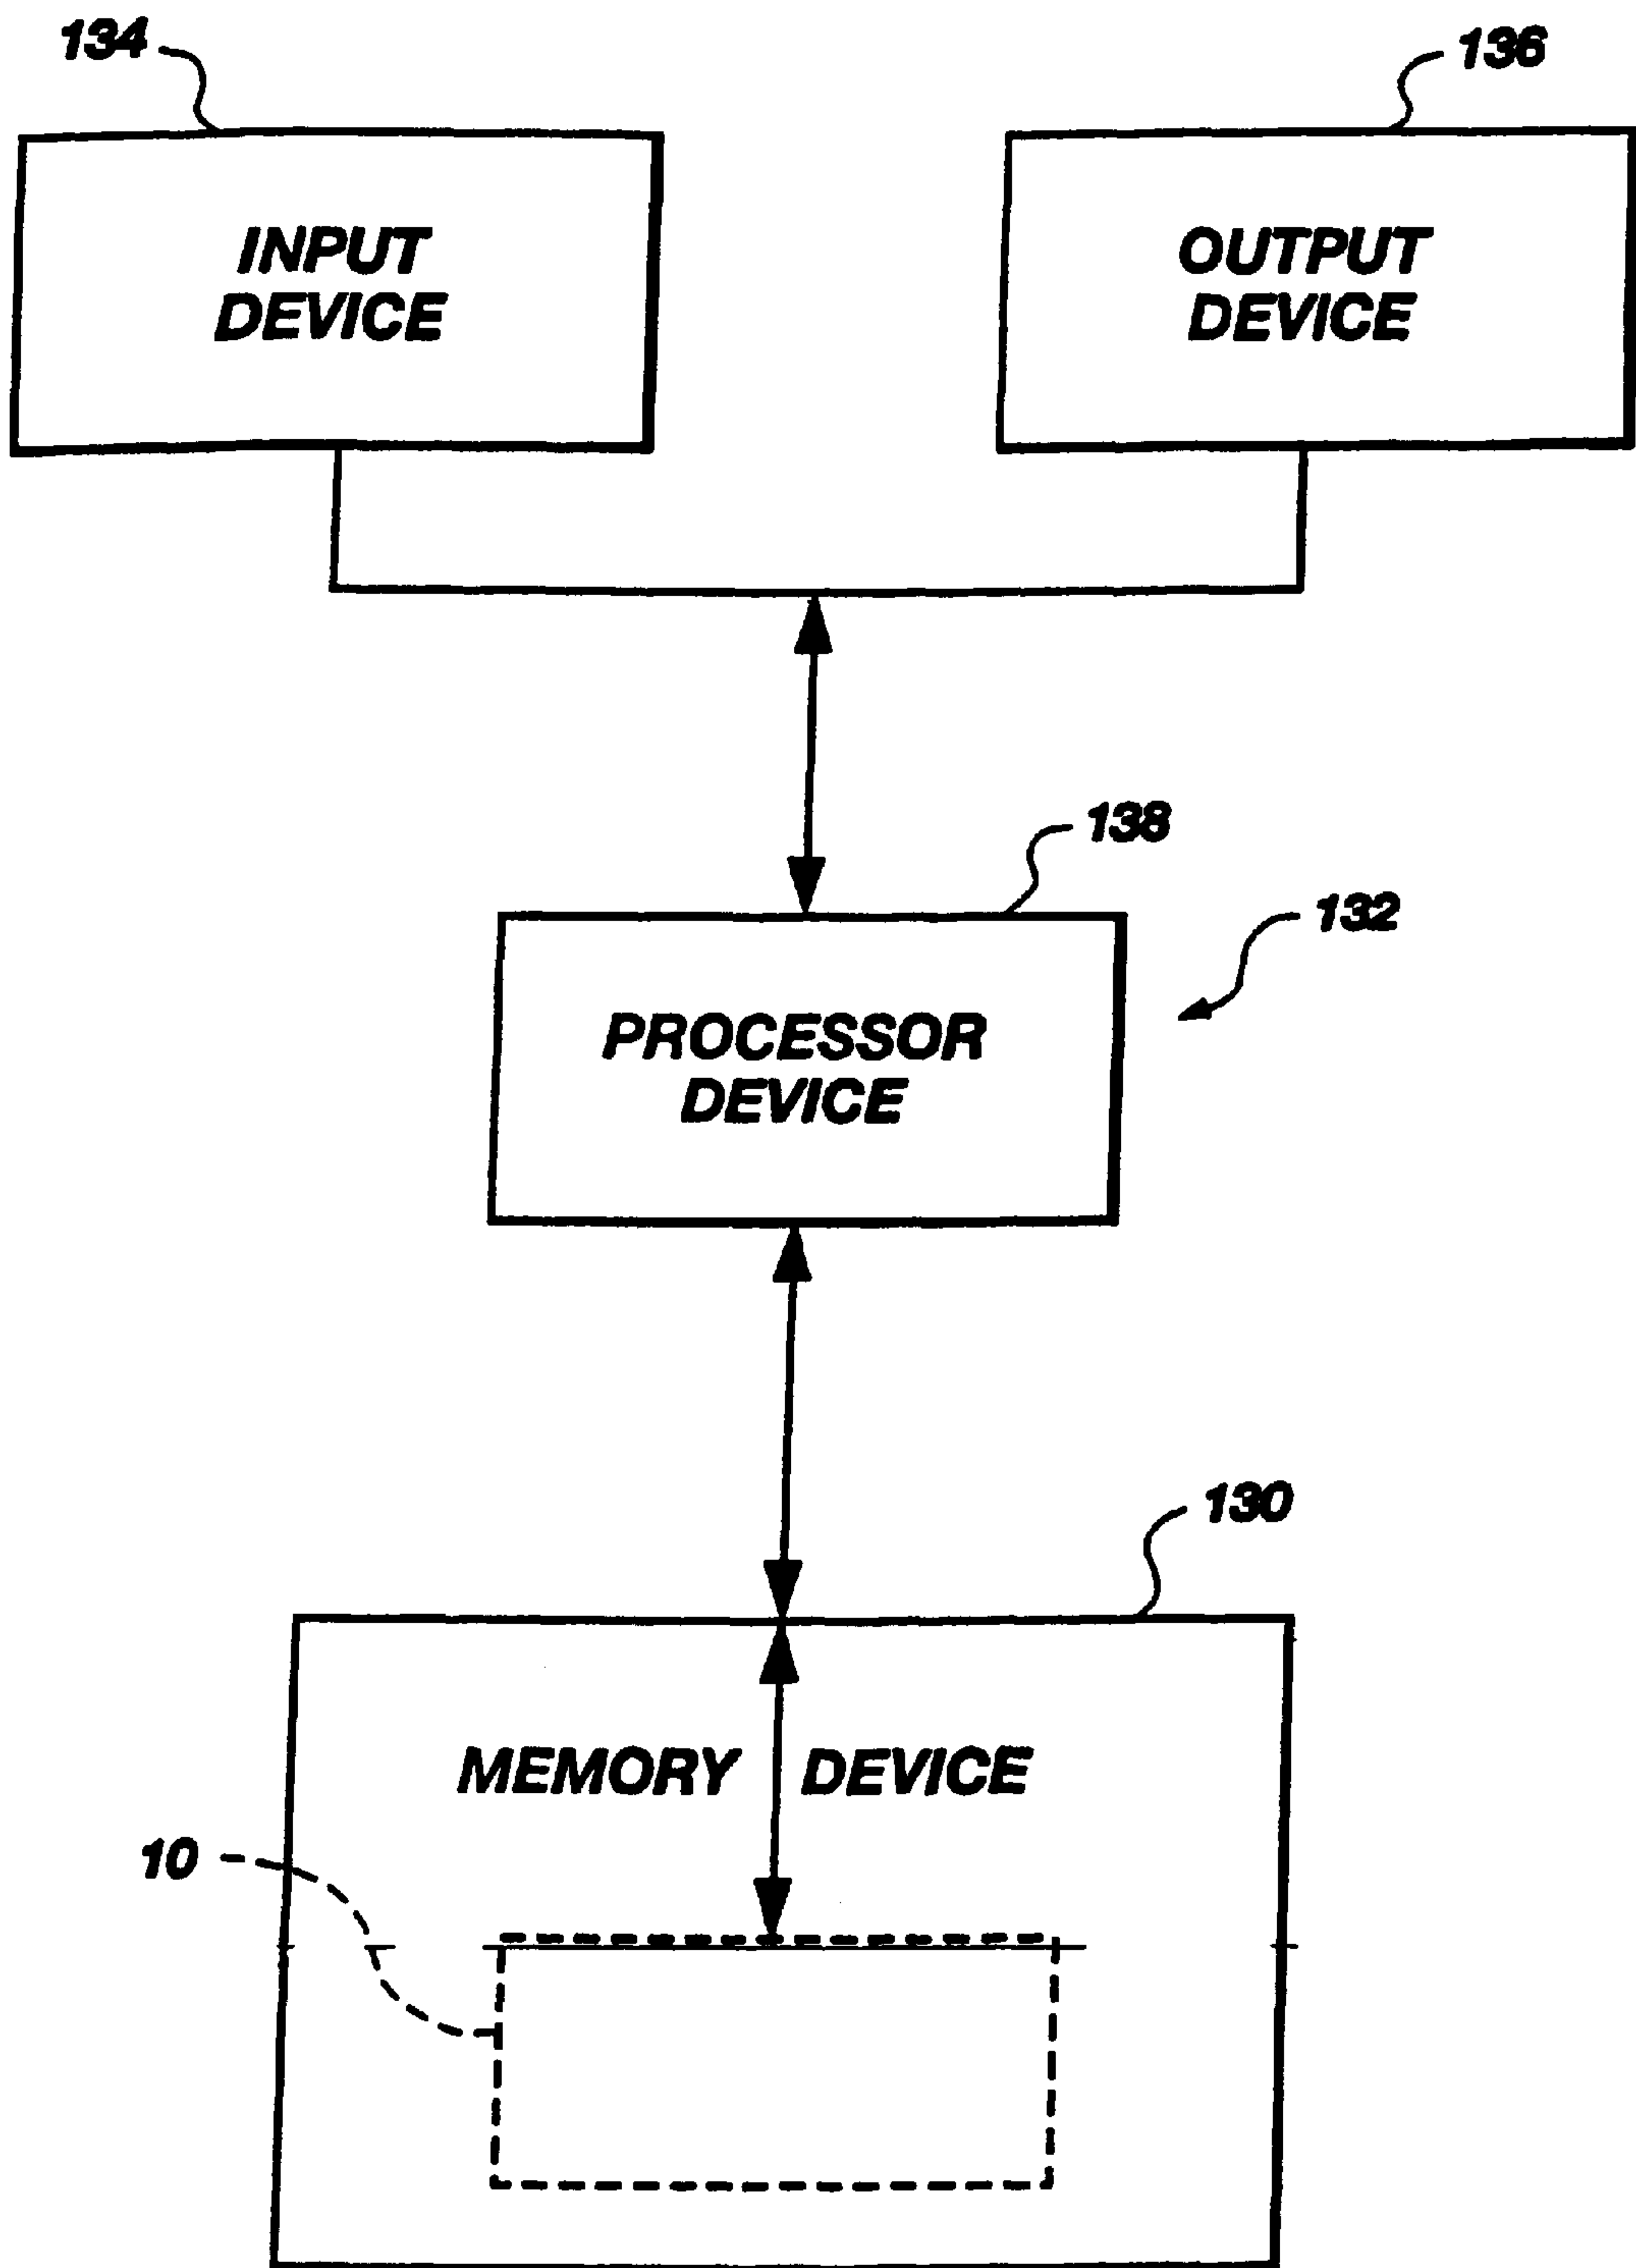 134
136
INPUT
DEVICE
OUTPUT
DEVICE
138
132
PROCESSOR
DEVICE
130
MEMORY DEVICE
10